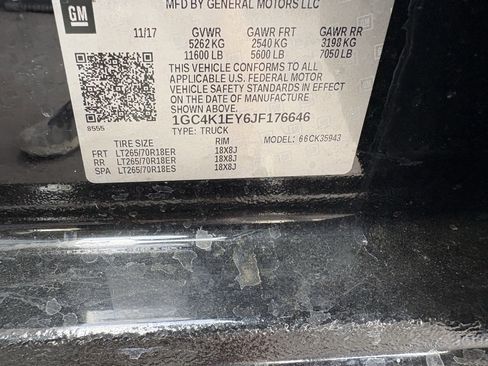 MFD BY GENERAL MOTORS LLC
GM
11/17 GVWR GAWR FRT GAWR RR
5262 KG 2540 KG 3198 KG
11600 LB 5600 LB 7050 LB
THIS VEHICLE CONFORMS TO ALL
APPLICABLE U.S. FEDERAL MOTOR
VEHICLE SAFETY STANDARDS IN
EFFECT ON THE DATE OF
MANUFACTURE SHOWN ABOVE.
8555
1GC4K1EY6JF176646
TYPE: TRUCK MODEL: 66CK35943
TIRE SIZE RIM
FRT LT265/70R18ER 18X8J
RR LT265/70R18ER 18X8J
SPA LT265/70R18ES 18X8J